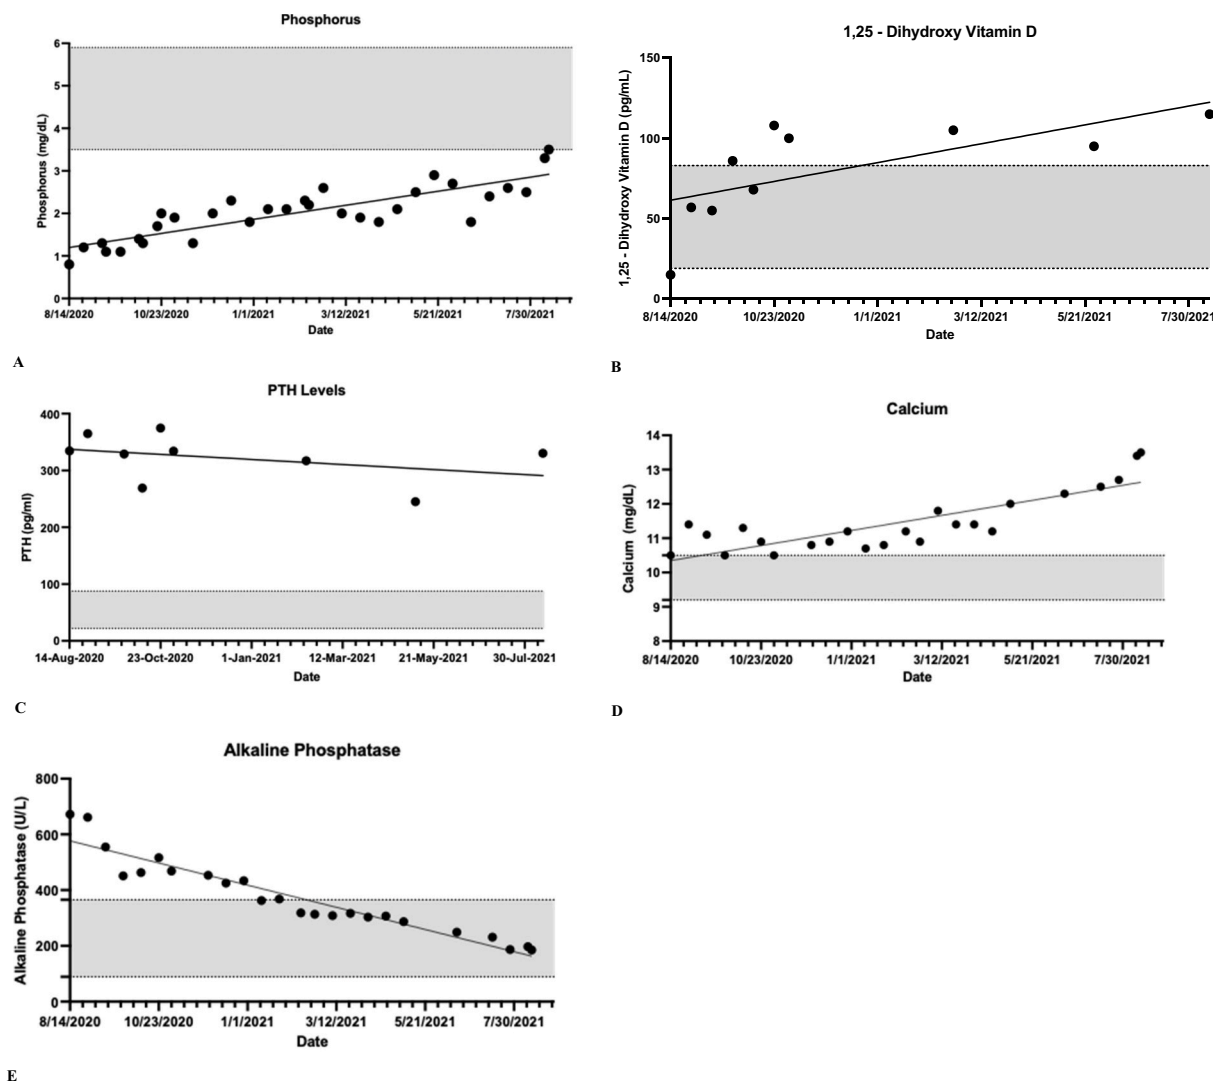 Phosphorus
6
5
4
3
2
1
0
Phosphorus (mg/dL)
8/14/2020 10/23/2020 1/1/2021 3/12/2021 5/21/2021 7/30/2021
Date
A
1,25 - Dihydroxy Vitamin D
150
100
50
0
1,25 - Dihydroxy Vitamin D (pg/mL)
8/14/2020 10/23/2020 1/1/2021 3/12/2021 5/21/2021 7/30/2021
Date
B
PTH Levels
400
300
200
100
0
PTH (pg/ml)
14-Aug-2020 23-Oct-2020 1-Jan-2021 12-Mar-2021 21-May-2021 30-Jul-2021
Date
C
Calcium
14
13
12
11
10
9
8
Calcium (mg/dL)
8/14/2020 10/23/2020 1/1/2021 3/12/2021 5/21/2021 7/30/2021
Date
D
Alkaline Phosphatase
800
600
400
200
0
Alkaline Phosphatase (U/L)
8/14/2020 10/23/2020 1/1/2021 3/12/2021 5/21/2021 7/30/2021
Date
E